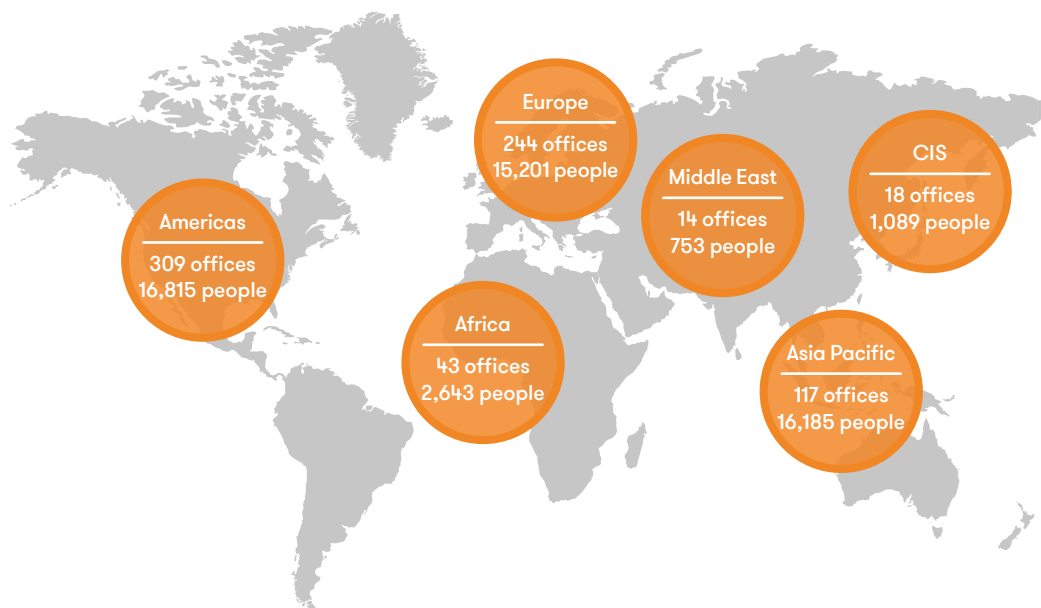 Europe
244 offices
15,201 people
Middle East
14 offices
753 people
CIS
18 offices
1,089 people
Americas
309 offices
16,815 people
Africa
43 offices
2,643 people
Asia Pacific
117 offices
16,185 people